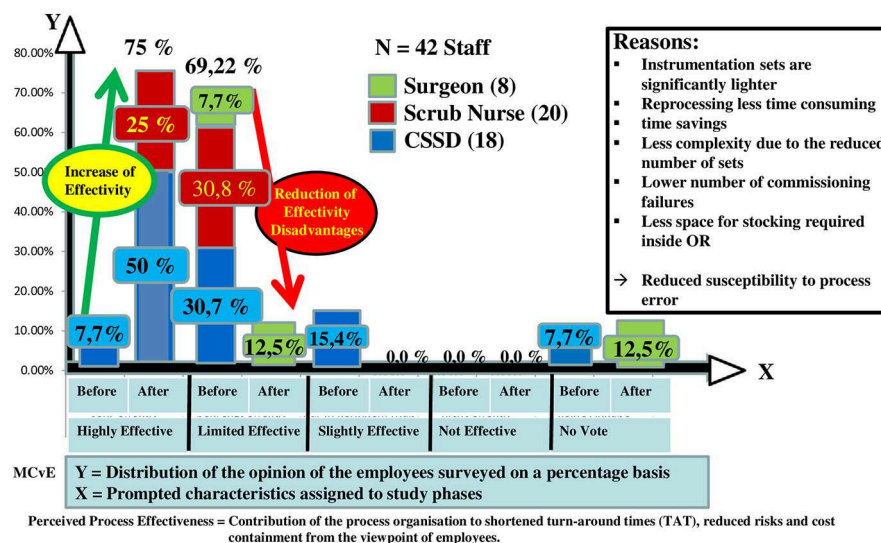 Y
80.00%
70.00%
60.00%
50.00%
40.00%
30.00%
20.00%
10.00%
0.00%
75 %
25 %
50 %
7,7%
Increase of
Effectivity
69,22 %
7,7%
30,8 %
30,7 %
Reduction of
Effectivity
Disadvantages
12,5%
15,4%
0,0 %
0,0 %
0,0 %
7,7%
12,5%
X
N = 42 Staff
Surgeon (8)
Scrub Nurse (20)
CSSD (18)
Reasons:
▪ Instrumentation sets are
significantly lighter
▪ Reprocessing less time consuming
▪ time savings
▪ Less complexity due to the reduced
number of sets
▪ Lower number of commissioning
failures
▪ Less space for stocking required
inside OR
→ Reduced susceptibility to process
error
Before After Before After Before After Before After Before After
Highly Effective Limited Effective Slightly Effective Not Effective No Vote
MCvE
Y = Distribution of the opinion of the employees surveyed on a percentage basis
X = Prompted characteristics assigned to study phases
Perceived Process Effectiveness = Contribution of the process organisation to shortened turn-around times (TAT), reduced risks and cost
containment from the viewpoint of employees.